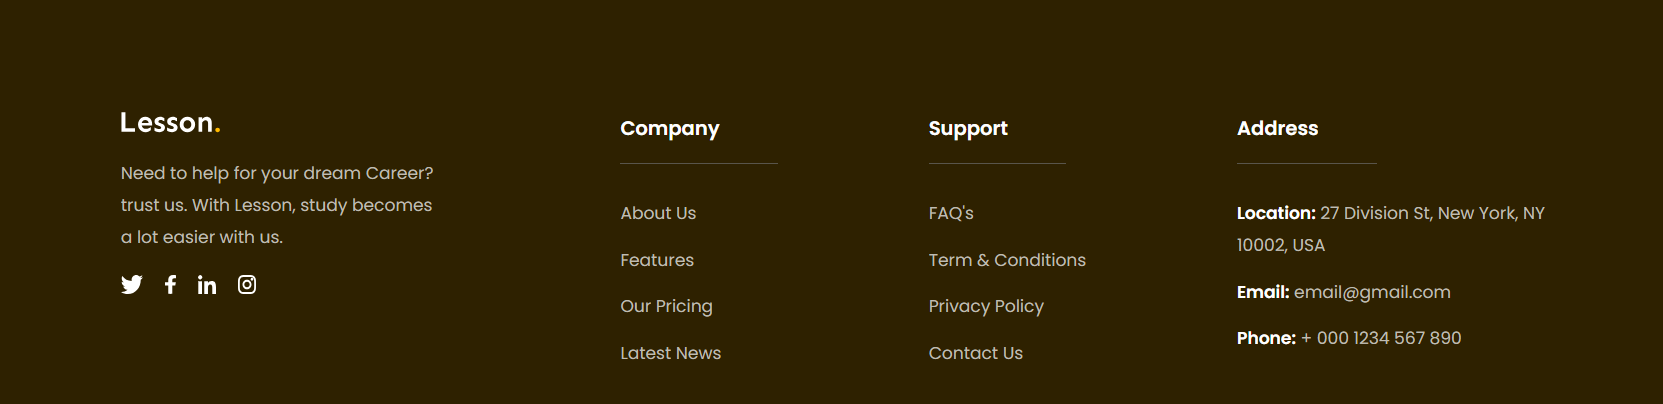 Lesson.
Need to help for your dream Career?
trust us. With Lesson, study becomes
a lot easier with us.
Company
About Us
Features
Our Pricing
Latest News
Support
FAQ's
Term & Conditions
Privacy Policy
Contact Us
Address
Location: 27 Division St, New York, NY
10002, USA
Email: email@gmail.com
Phone: + 000 1234 567 890